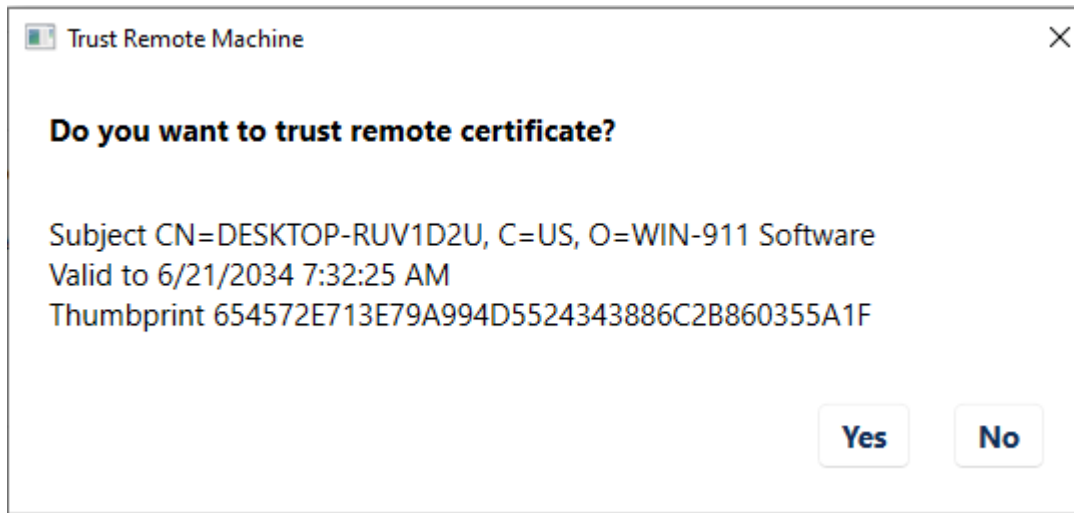 Trust Remote Machine
Do you want to trust remote certificate?
Subject CN=DESKTOP-RUV1D2U, C=US, O=WIN-911 Software
Valid to 6/21/2034 7:32:25 AM
Thumbprint 654572E713E79A994D5524343886C2B860355A1F
Yes No